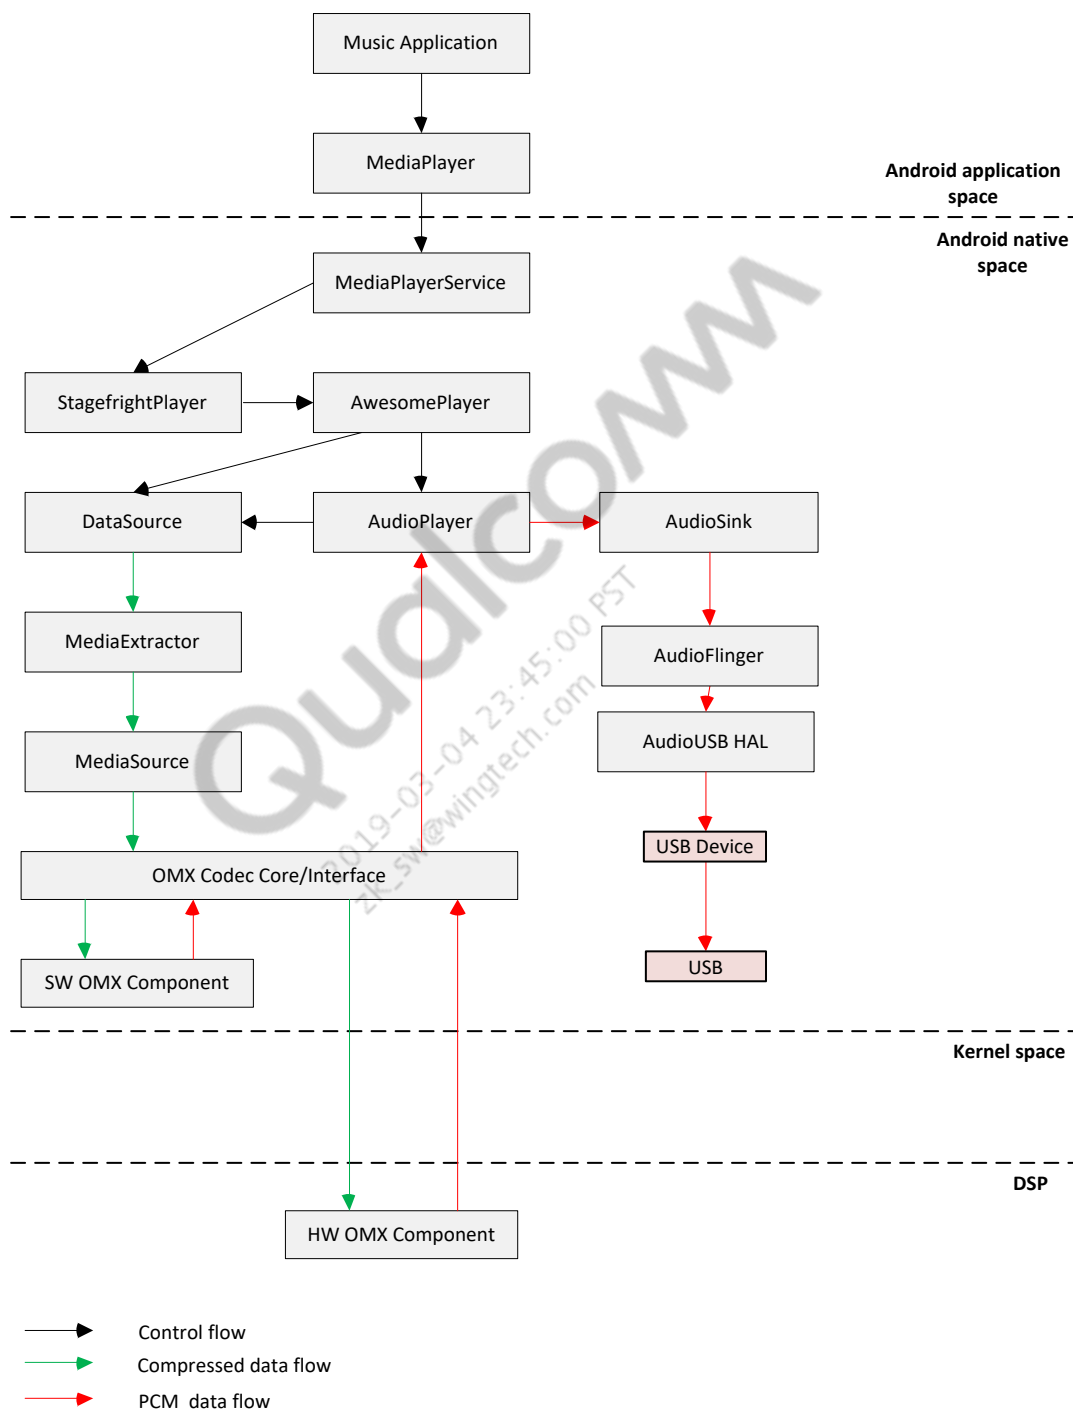 Music Application
MediaPlayer
Android application
space
Android native
space
MediaPlayerService
StagefrightPlayer
AwesomePlayer
DataSource
AudioPlayer
AudioSink
MediaExtractor
AudioFlinger
MediaSource
AudioUSB HAL
USB Device
OMX Codec Core/Interface
SW OMX Component
USB
Kernel space
DSP
HW OMX Component
Control flow
Compressed data flow
PCM data flow
Qualcomm
2019-03-04 23:45:00 PST
zk_sw@wingtech.com